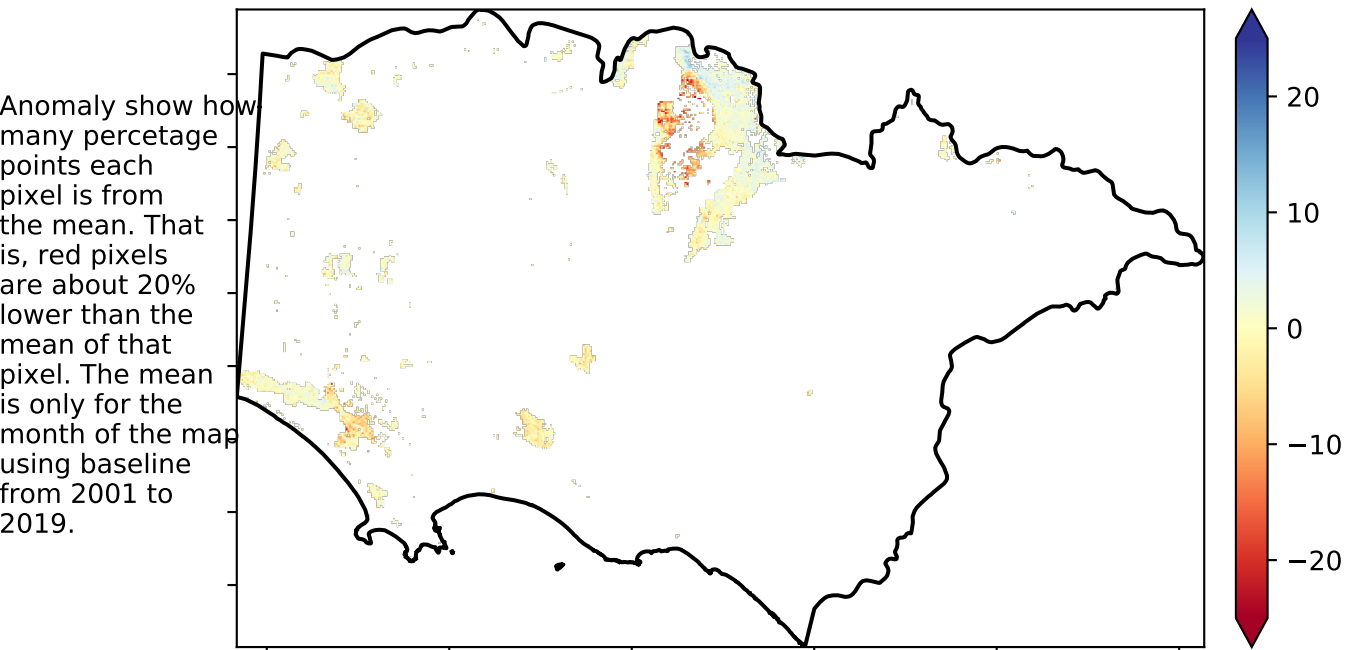 Anomaly show how
many percetage
points each
pixel is from
the mean. That
is, red pixels
are about 20%
lower than the
mean of that
pixel. The mean
is only for the
month of the map
using baseline
from 2001 to
2019.
20
10
0
−10
−20